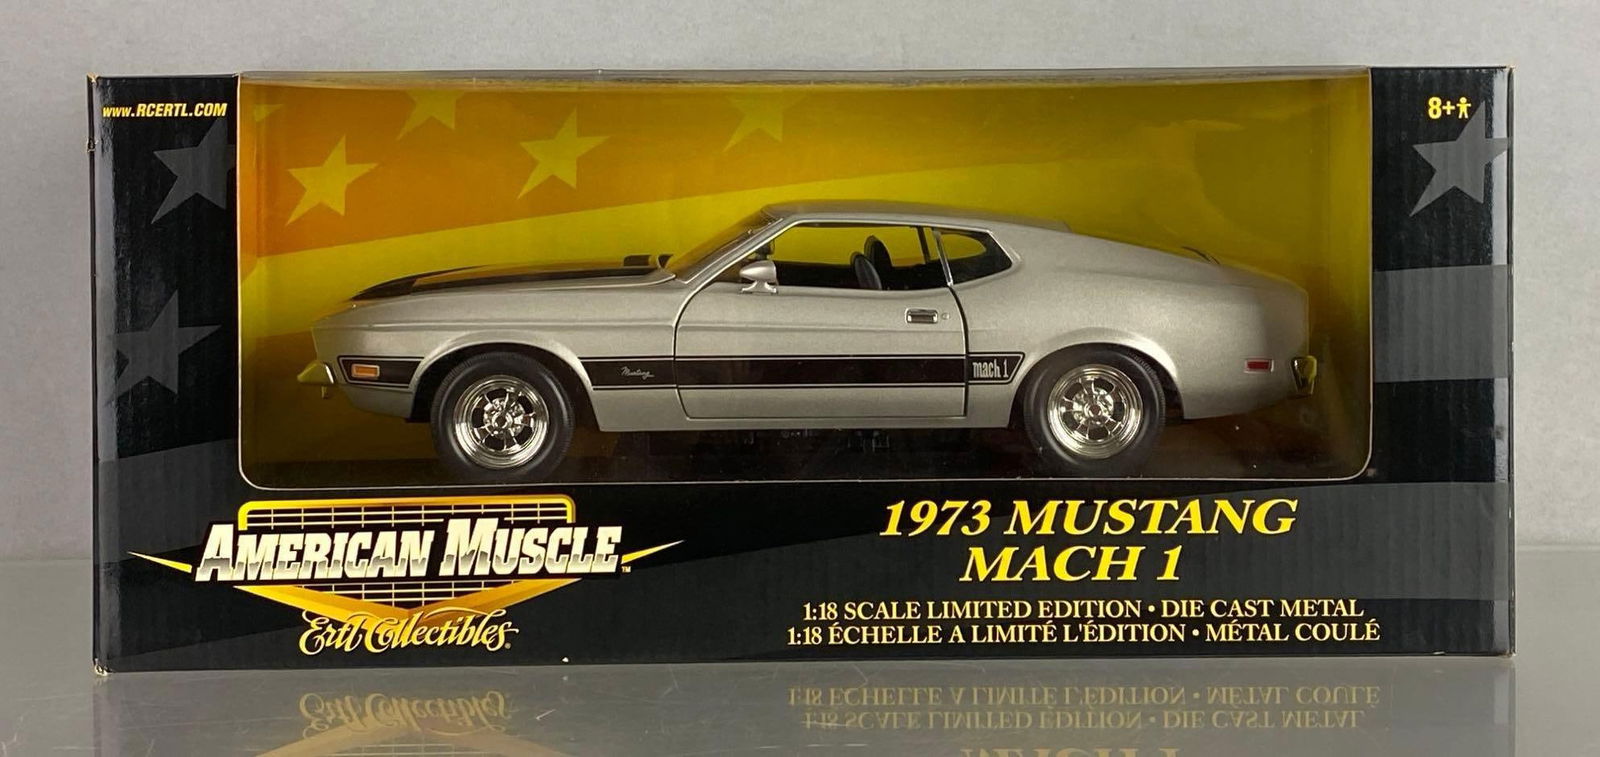 www.RCERTL.COM
8+
Mustang
mach 1
AMERICAN MUSCLE™
Ertl Collectibles®
1973 MUSTANG
MACH 1
1:18 SCALE LIMITED EDITION • DIE CAST METAL
1:18 ÉCHELLE A LIMITÉ L'ÉDITION • MÉTAL COULÉ